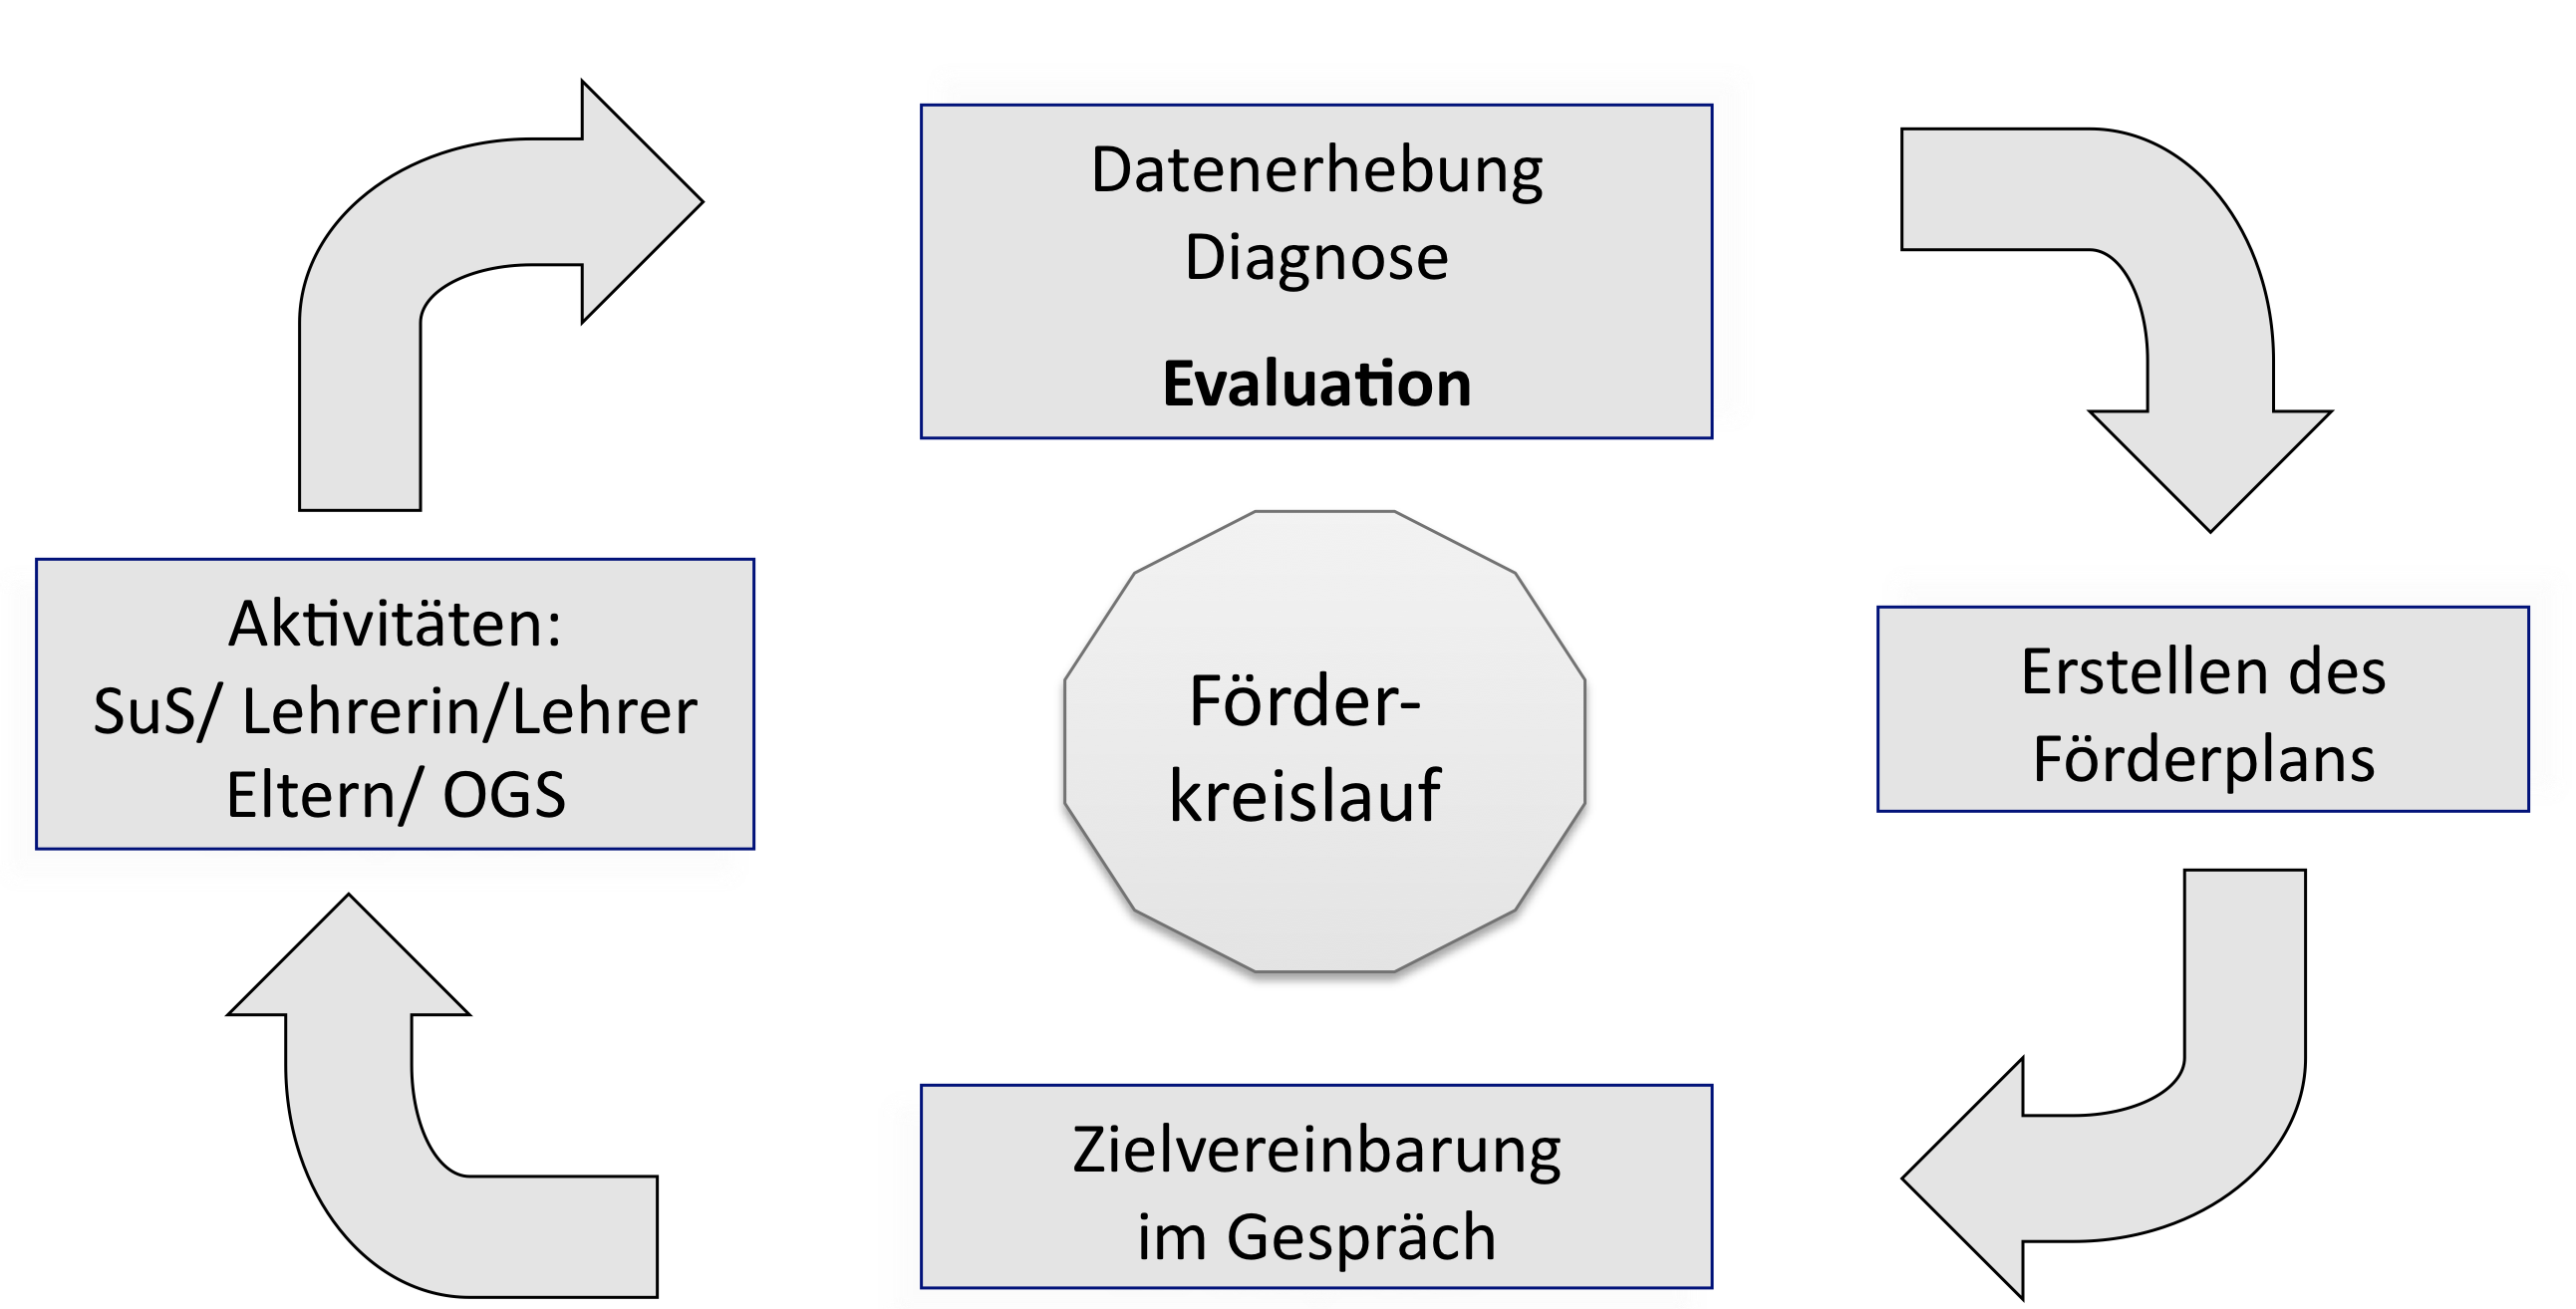 Datenerhebung
Diagnose
Evaluation
Aktivitäten:
SuS/ Lehrerin/Lehrer
Eltern/ OGS
Förder-
kreislauf
Erstellen des
Förderplans
Zielvereinbarung
im Gespräch